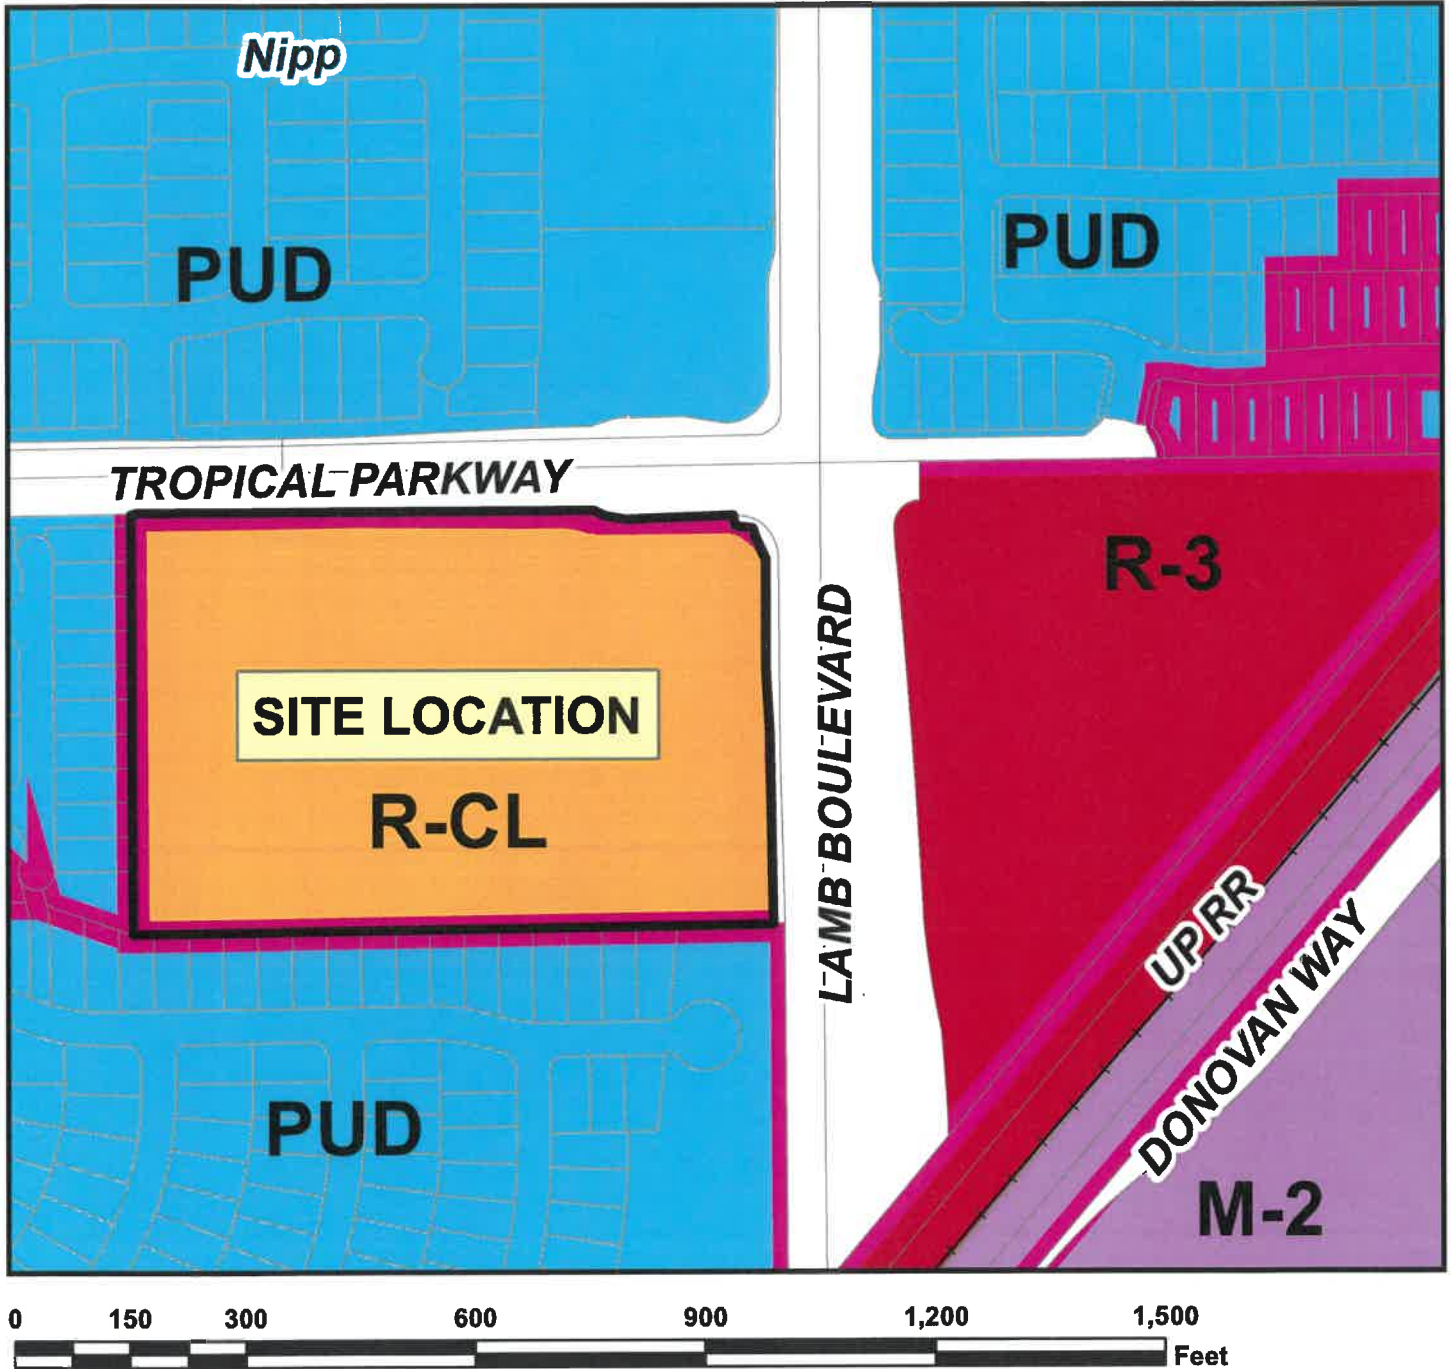 Nipp
PUD
PUD
TROPICAL PARKWAY
R-3
SITE LOCATION
R-CL
LAMB BOULEVARD
UP RR
DONOVAN WAY
PUD
M-2
0 150 300 600 900 1,200 1,500
Feet